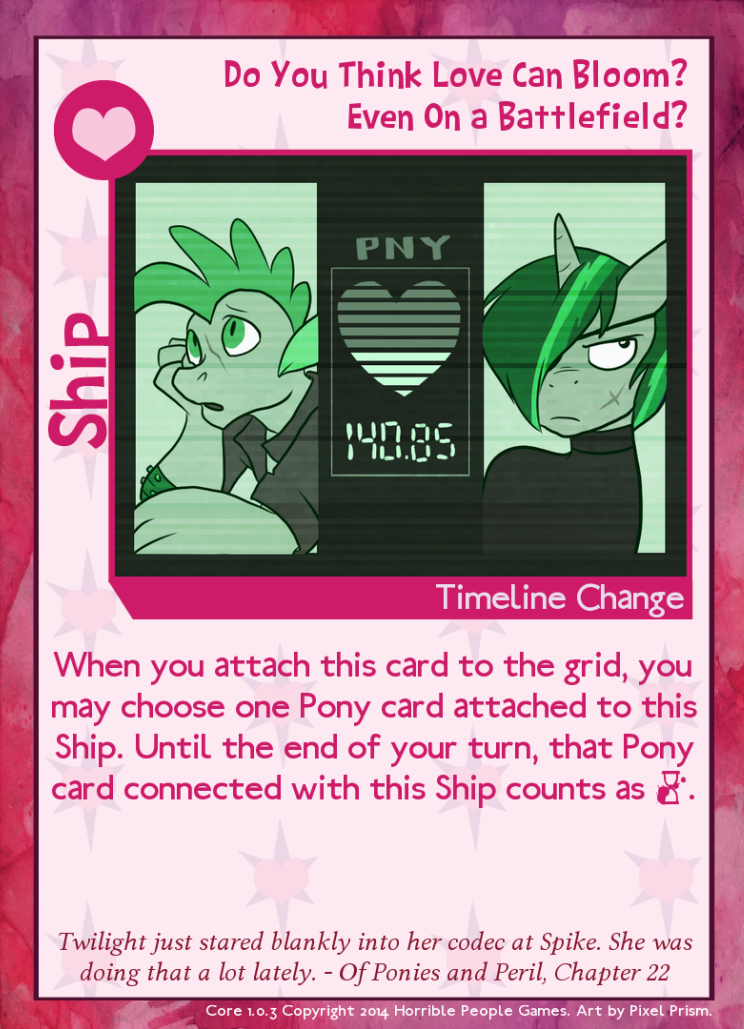 Do You Think Love Can Bloom?
Even On a Battlefield?
Ship
PNY
140.85
Timeline Change
When you attach this card to the grid, you
may choose one Pony card attached to this
Ship. Until the end of your turn, that Pony
card connected with this Ship counts as .
Twilight just stared blankly into her codec at Spike. She was
doing that a lot lately. - Of Ponies and Peril, Chapter 22
Core 1.0.3 Copyright 2014 Horrible People Games. Art by Pixel Prism.